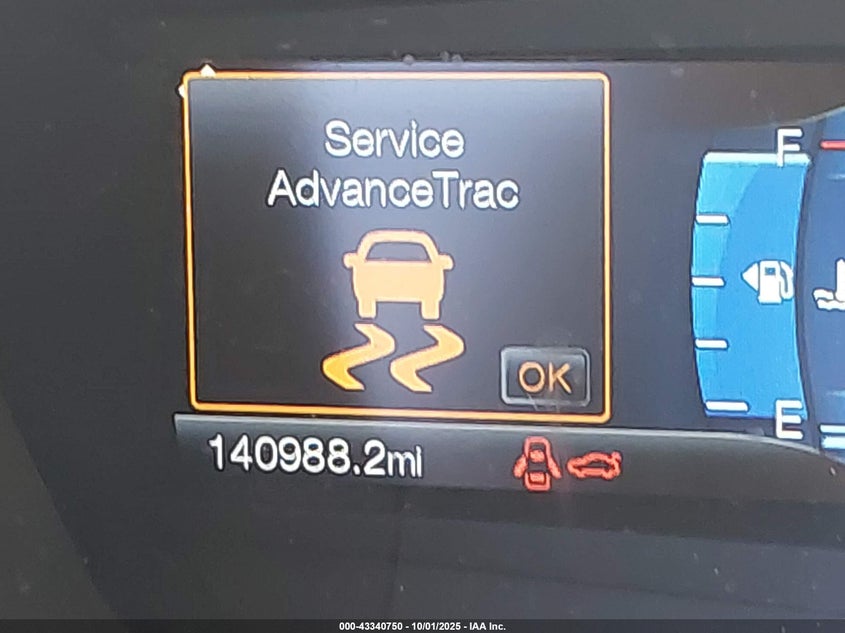 Service
AdvanceTrac
OK
140988.2mi
F
E
000-43340750 - 10/01/2025 - IAA Inc.